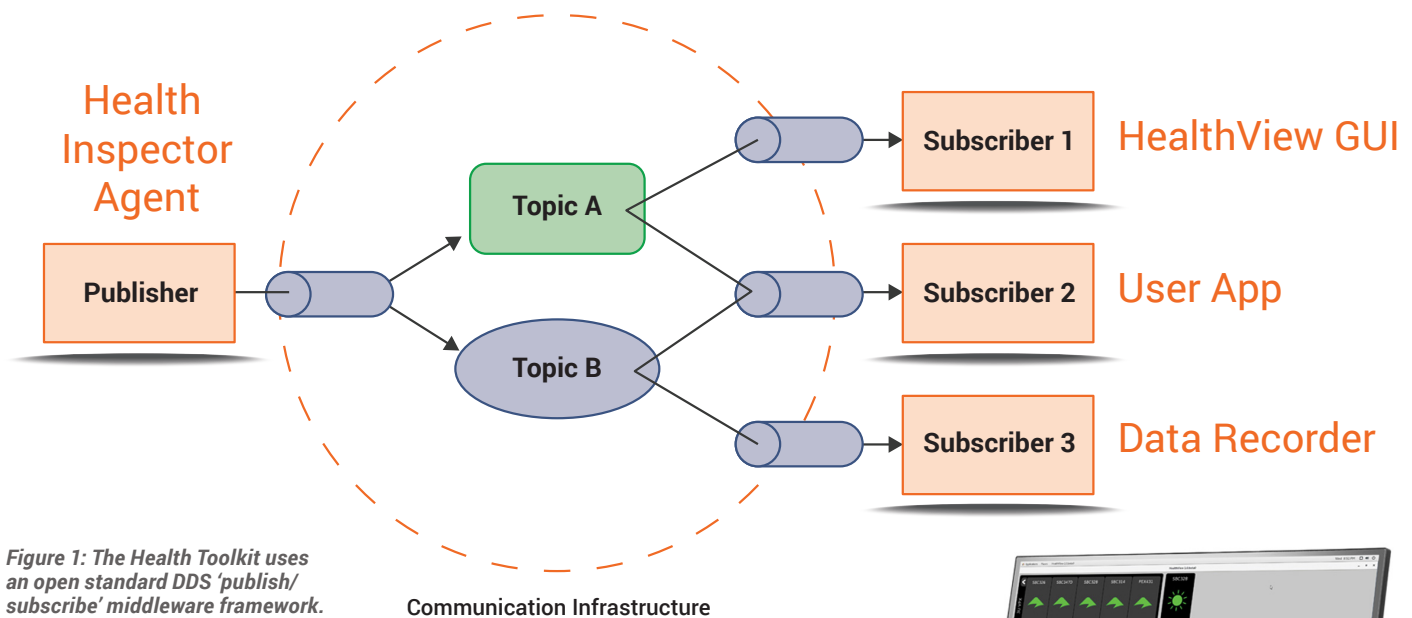 Health
Inspector
Agent
Publisher
Topic A
Topic B
Subscriber 1
HealthView GUI
Subscriber 2
User App
Subscriber 3
Data Recorder
Figure 1: The Health Toolkit uses
an open standard DDS ‘publish/
subscribe’ middleware framework.
Communication Infrastructure
SBC328